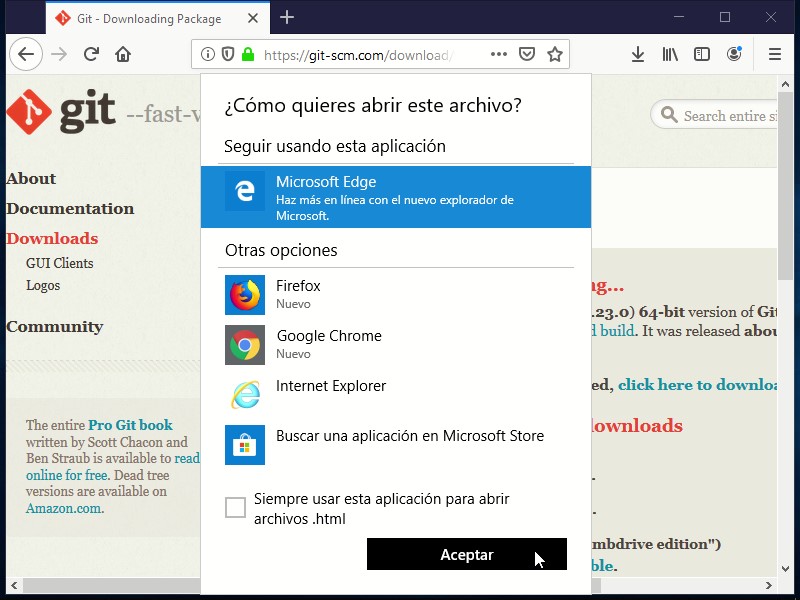 Git - Downloading Package
https://git-scm.com/download/
git --fast-v
Search entire si
About
Documentation
Downloads
GUI Clients
Logos
Community
The entire Pro Git book
written by Scott Chacon and
Ben Straub is available to read
online for free. Dead tree
versions are available on
Amazon.com.
¿Cómo quieres abrir este archivo?
Seguir usando esta aplicación
Microsoft Edge
Haz más en línea con el nuevo explorador de
Microsoft.
Otras opciones
Firefox
Nuevo
Google Chrome
Nuevo
Internet Explorer
Buscar una aplicación en Microsoft Store
Siempre usar esta aplicación para abrir
archivos .html
Aceptar
ng...
.23.0) 64-bit version of Git
d build. It was released abou
ed, click here to downloa
ownloads
mbdrive edition")
ble.